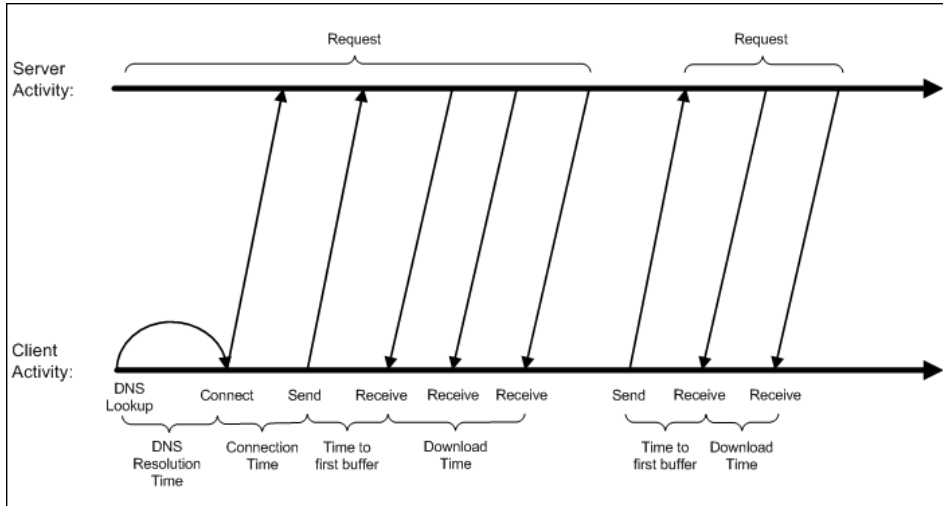 Request
Request
Server
Activity:
Client
Activity:
DNS
Lookup
Connect
Send
Receive
Receive
Receive
Send
Receive
Receive
DNS
Resolution
Time
Connection
Time
Time to
first buffer
Download
Time
Time to
first buffer
Download
Time